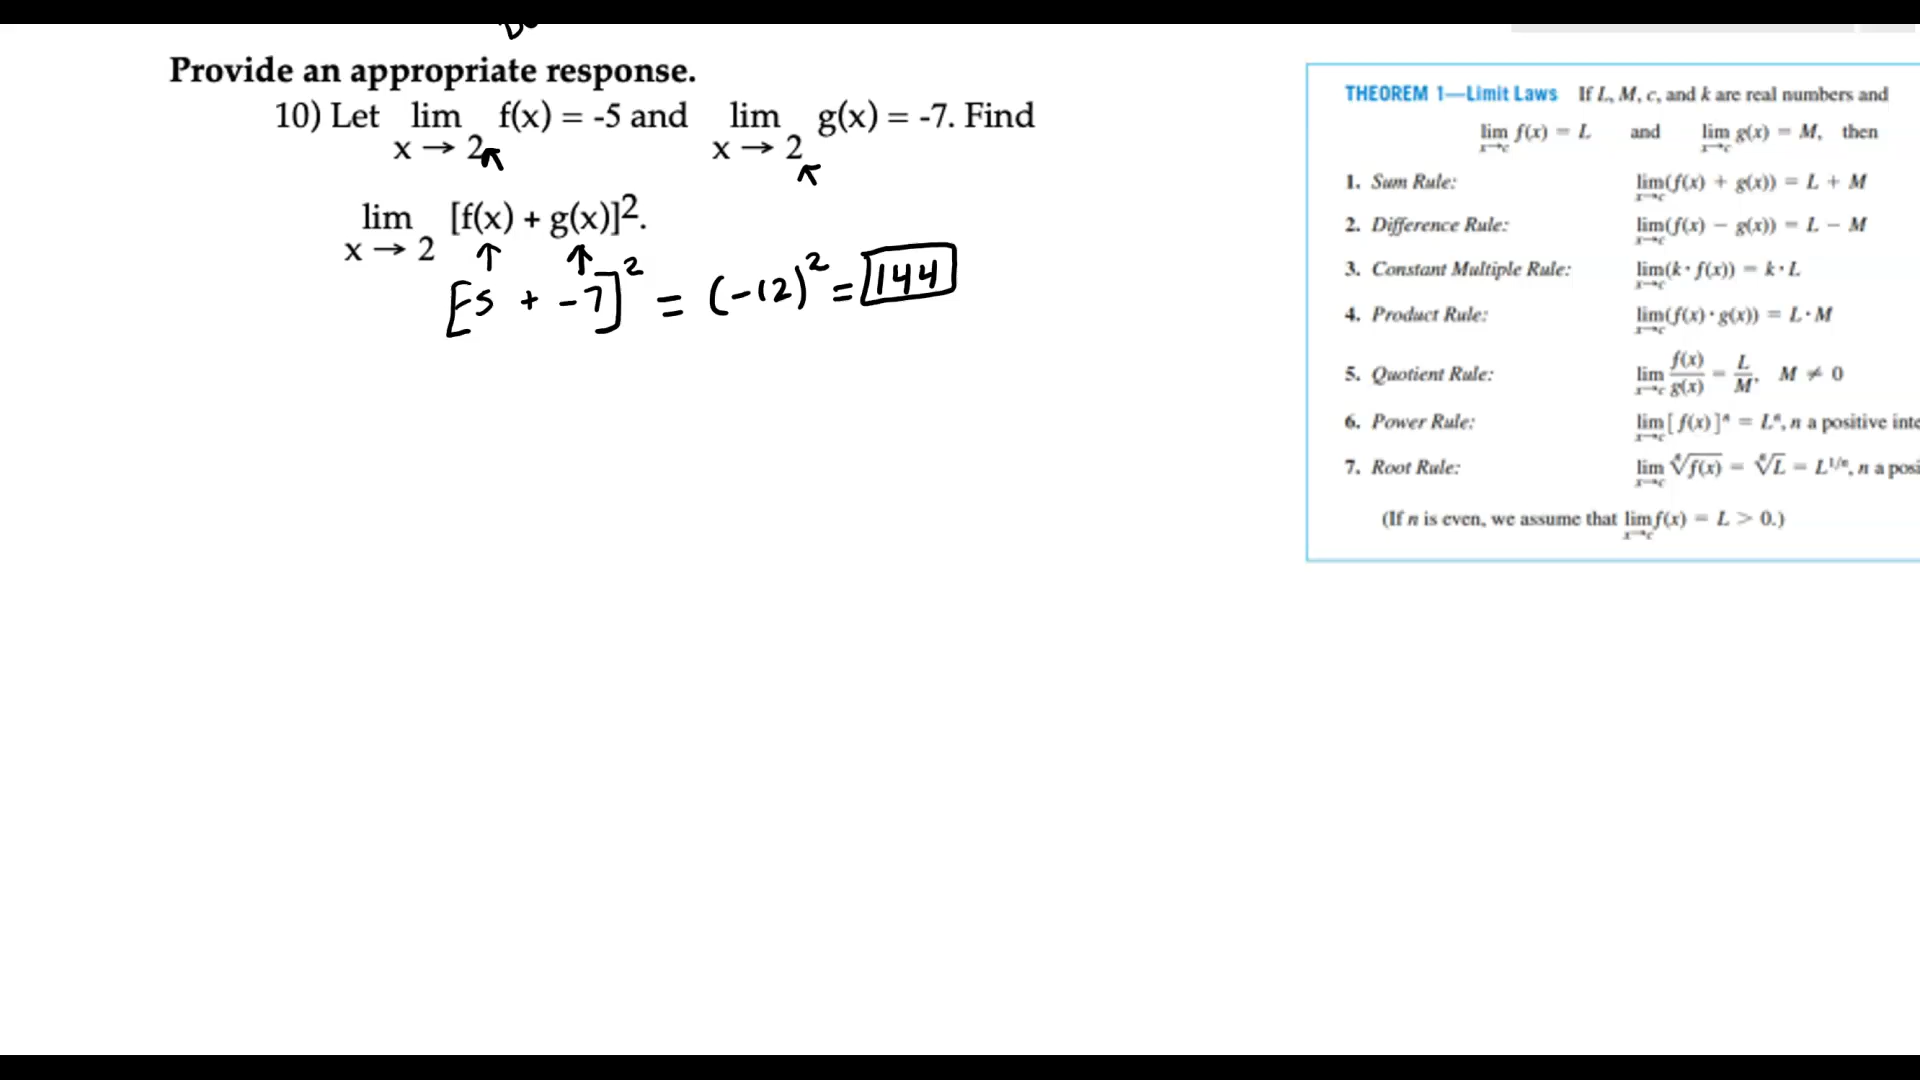 Provide an appropriate response.
10) Let lim f(x) = -5 and lim g(x) = -7. Find
x → 2 x → 2
lim [f(x) + g(x)]².
x → 2
[-5 + -7]² = (-12)² = 144
THEOREM 1—Limit Laws If L, M, c, and k are real numbers and
lim f(x) = L and lim g(x) = M, then
x→c x→c
1. Sum Rule: lim(f(x) + g(x)) = L + M
x→c
2. Difference Rule: lim(f(x) − g(x)) = L − M
x→c
3. Constant Multiple Rule: lim(k · f(x)) = k · L
x→c
4. Product Rule: lim(f(x) · g(x)) = L · M
x→c
5. Quotient Rule: lim f(x)/g(x) = L/M, M ≠ 0
x→c
6. Power Rule: lim[ f(x) ]ⁿ = Lⁿ, n a positive
x→c
7. Root Rule: lim ⁿ√f(x) = ⁿ√L = L¹/ⁿ, n a
x→c
(If n is even, we assume that lim f(x) = L > 0.)
x→c